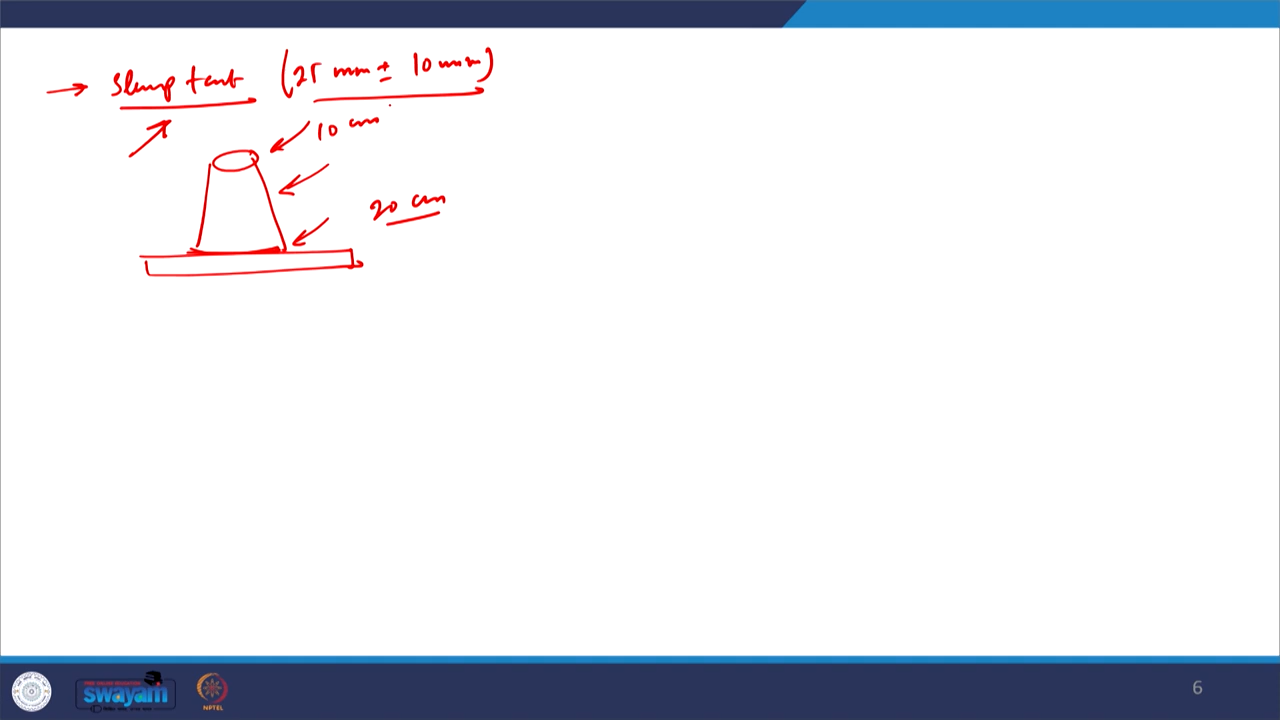 → Slump test (25 mm ± 10 mm)
10 cm
20 cm
swayam
NPTEL
6